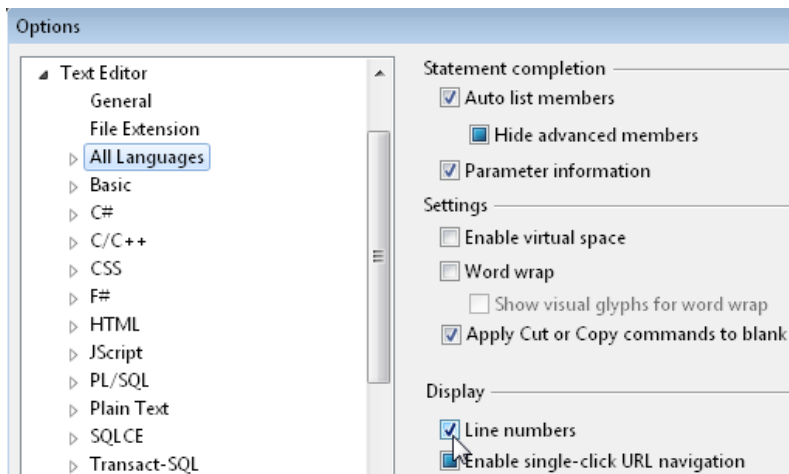 Options
Text Editor
General
File Extension
All Languages
Basic
C#
C/C++
CSS
F#
HTML
JScript
PL/SQL
Plain Text
SQLCE
Transact-SQL
Statement completion
Auto list members
Hide advanced members
Parameter information
Settings
Enable virtual space
Word wrap
Show visual glyphs for word wrap
Apply Cut or Copy commands to blank
Display
Line numbers
Enable single-click URL navigation